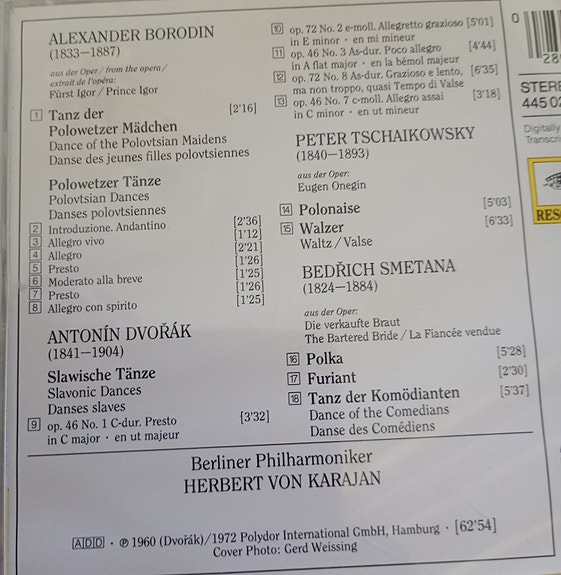 ALEXANDER BORODIN
(1833–1887)
aus der Oper/from the opera/
extrait de l'opéra:
Fürst Igor/Prince Igor
1 Tanz der [2'16]
Polowetzer Mädchen
Dance of the Polovtsian Maidens
Danse des jeunes filles polovtsiennes
Polowetzer Tänze
Polovtsian Dances
Danses polovtsiennes
2 Introduzione. Andantino [2'36]
3 Allegro vivo [1'12]
4 Allegro [2'21]
5 Presto [1'26]
6 Moderato alla breve [1'25]
7 Presto [1'26]
8 Allegro con spirito [1'25]
ANTONÍN DVOŘÁK
(1841–1904)
Slawische Tänze
Slavonic Dances
Danses slaves
9 op. 46 No. 1 C-dur. Presto [3'32]
in C major · en ut majeur
10 op. 72 No. 2 e-moll. Allegretto grazioso [5'01]
in E minor · en mi mineur
11 op. 46 No. 3 As-dur. Poco allegro [4'44]
in A flat major · en la bémol majeur
12 op. 72 No. 8 As-dur. Grazioso e lento, [6'35]
ma non troppo, quasi Tempo di Valse
13 op. 46 No. 7 c-moll. Allegro assai [3'18]
in C minor · en ut mineur
PETER TSCHAIKOWSKY
(1840–1893)
aus der Oper:
Eugen Onegin
14 Polonaise [5'03]
15 Walzer [6'33]
Waltz/Valse
BEDŘICH SMETANA
(1824–1884)
aus der Oper:
Die verkaufte Braut
The Bartered Bride/La Fiancée vendue
16 Polka [5'28]
17 Furiant [2'30]
18 Tanz der Komödianten [5'37]
Dance of the Comedians
Danse des Comédiens
Berliner Philharmoniker
HERBERT VON KARAJAN
ADD · ℗ 1960 (Dvořák)/1972 Polydor International GmbH, Hamburg · [62'54]
Cover Photo: Gerd Weissing
0
28
STERE
445 02
Digitally
Transcri
RES